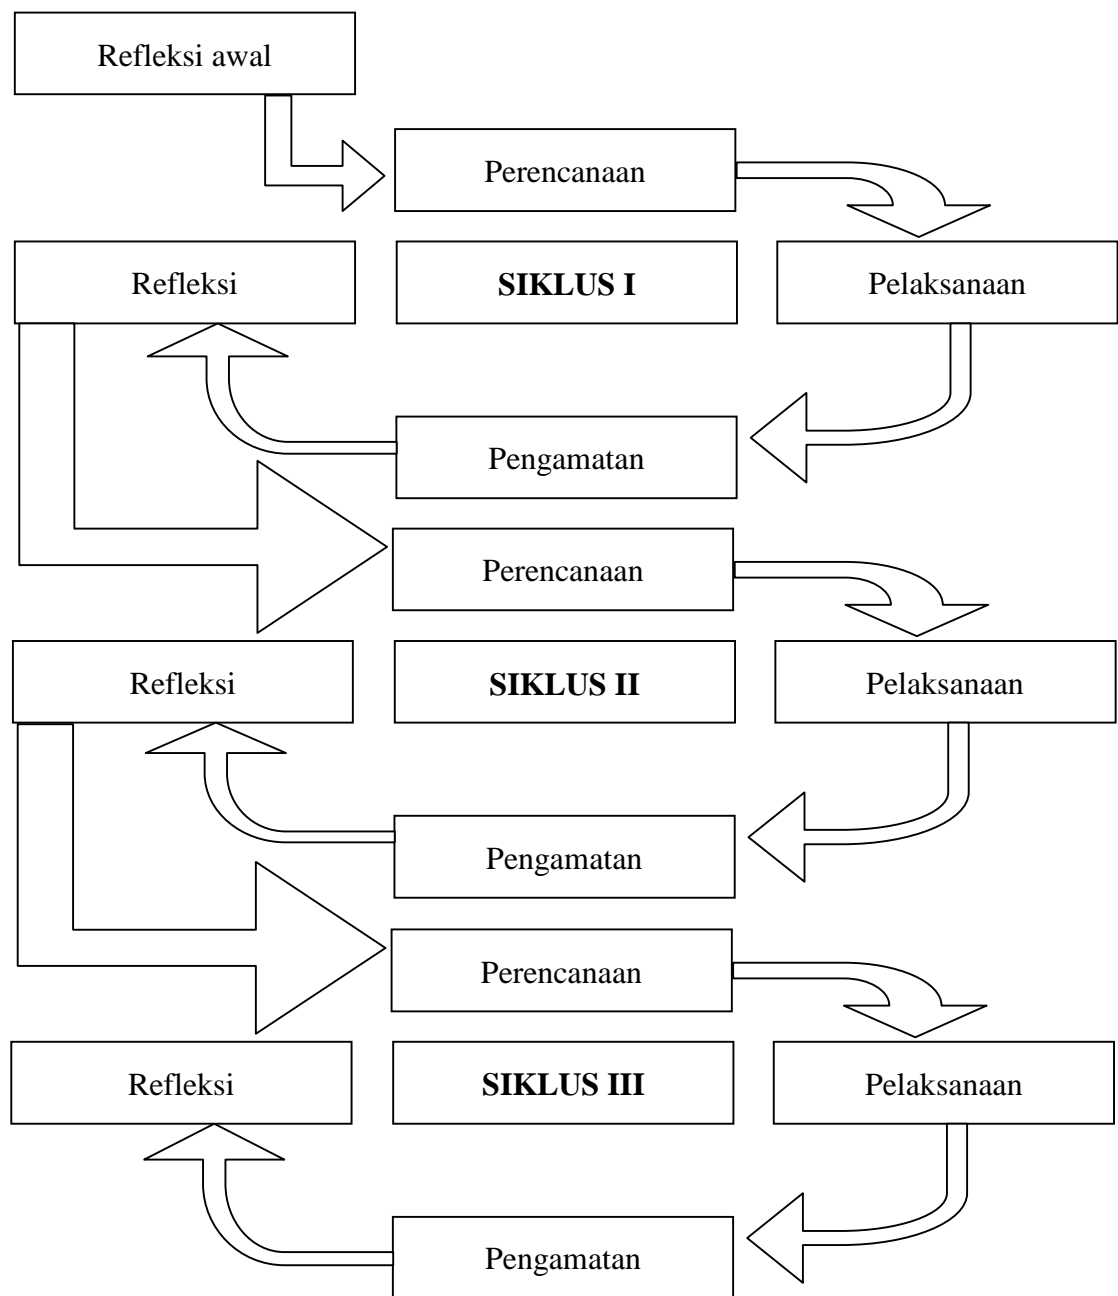 Refleksi awal
Perencanaan
Refleksi
SIKLUS I
Pelaksanaan
Pengamatan
Perencanaan
Refleksi
SIKLUS II
Pelaksanaan
Pengamatan
Perencanaan
Refleksi
SIKLUS III
Pelaksanaan
Pengamatan